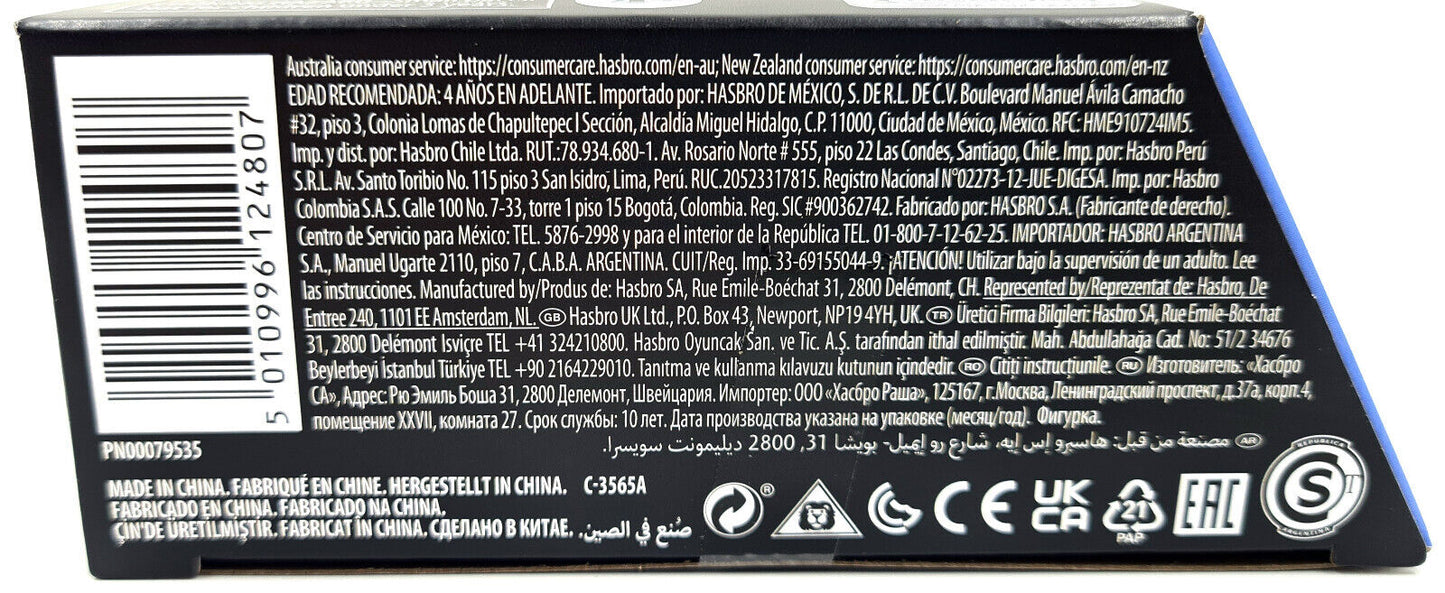 Australia consumer service: https://consumercare.hasbro.com/en-au; New Zealand consumer service: https://consumercare.hasbro.com/en-nz
EDAD RECOMENDADA: 4 AÑOS EN ADELANTE. Importado por: HASBRO DE MÉXICO, S. DE R.L. DE C.V. Boulevard Manuel Ávila Camacho
#32, piso 3, Colonia Lomas de Chapultepec I Sección, Alcaldía Miguel Hidalgo, C.P. 11000, Ciudad de México, México. RFC: HME910724IM5.
Imp. y dist. por: Hasbro Chile Ltda. RUT.:78.934.680-1. Av. Rosario Norte # 555, piso 22 Las Condes, Santiago, Chile. Imp. por: Hasbro Perú
S.R.L. Av. Santo Toribio No. 115 piso 3 San Isidro, Lima, Perú. RUC.20523317815. Registro Nacional N°02273-12-JUE-DIGESA. Imp. por: Hasbro
Colombia S.A.S. Calle 100 No. 7-33, torre 1 piso 15 Bogotá, Colombia. Reg. SIC #900362742. Fabricado por: HASBRO S.A. (Fabricante de derecho).
Centro de Servicio para México: TEL. 5876-2998 y para el interior de la República TEL. 01-800-7-12-62-25. IMPORTADOR: HASBRO ARGENTINA
S.A., Manuel Ugarte 2110, piso 7, C.A.B.A. ARGENTINA. CUIT/Reg. Imp. 33-69155044-9. ¡ATENCIÓN! Utilizar bajo la supervisión de un adulto. Lee
las instrucciones. Manufactured by/Produs de: Hasbro SA, Rue Emile-Boéchat 31, 2800 Delémont, CH. Represented by/Reprezentat de: Hasbro, De
Entree 240, 1101 EE Amsterdam, NL. GB Hasbro UK Ltd., P.O. Box 43, Newport, NP19 4YH, UK. TR Üretici Firma Bilgileri: Hasbro SA, Rue Emile-Boéchat
31, 2800 Delémont İsviçre TEL +41 324210800. Hasbro Oyuncak San. ve Tic. A.Ş. tarafından ithal edilmiştir. Mah. Abdullahağa Cad. No: 51/2 34676
Beylerbeyi İstanbul Türkiye TEL +90 2164229010. Tanıtma ve kullanma kılavuzu kutunun içindedir. RO Citiți instrucțiunile. RU Изготовитель: «Хасбро
СА», Адрес: Рю Эмиль Боша 31, 2800 Делемонт, Швейцария. Импортер: ООО «Хасбро Раша», 125167, г.Москва, Ленинградский проспект, д.37а, корп.4,
помещение XXVII, комната 27. Срок службы: 10 лет. Дата производства указана на упаковке (месяц/год). Фигурка.
AR مصنعة من قبل: هاسبرو إس إيه، شارع رو إيميل- بويشا 31, 2800 ديليمونت سويسرا.
5 010996 124807
PN00079535
MADE IN CHINA. FABRIQUÉ EN CHINE. HERGESTELLT IN CHINA. C-3565A
FABRICADO EN CHINA. FABRICADO NA CHINA.
ÇİN'DE ÜRETİLMİŞTİR. FABRICAT ÎN CHINA. СДЕЛАНО В КИТАЕ. صُنع في الصين.
®
CE
UK
CA
21
PAP
EAC
REPUBLICA
S T
ARGENTINA